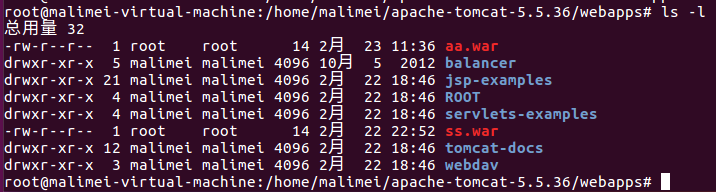 root@malimei-virtual-machine:/home/malimei/apache-tomcat-5.5.36/webapps# ls -l
总用量 32
-rw-r--r-- 1 root root 14 2月 23 11:36 aa.war
drwxr-xr-x 5 malimei malimei 4096 10月 5 2012 balancer
drwxr-xr-x 21 malimei malimei 4096 2月 22 18:46 jsp-examples
drwxr-xr-x 4 malimei malimei 4096 2月 22 18:46 ROOT
drwxr-xr-x 4 malimei malimei 4096 2月 22 18:46 servlets-examples
-rw-r--r-- 1 root root 14 2月 22 22:52 ss.war
drwxr-xr-x 12 malimei malimei 4096 2月 22 18:46 tomcat-docs
drwxr-xr-x 3 malimei malimei 4096 2月 22 18:46 webdav
root@malimei-virtual-machine:/home/malimei/apache-tomcat-5.5.36/webapps#